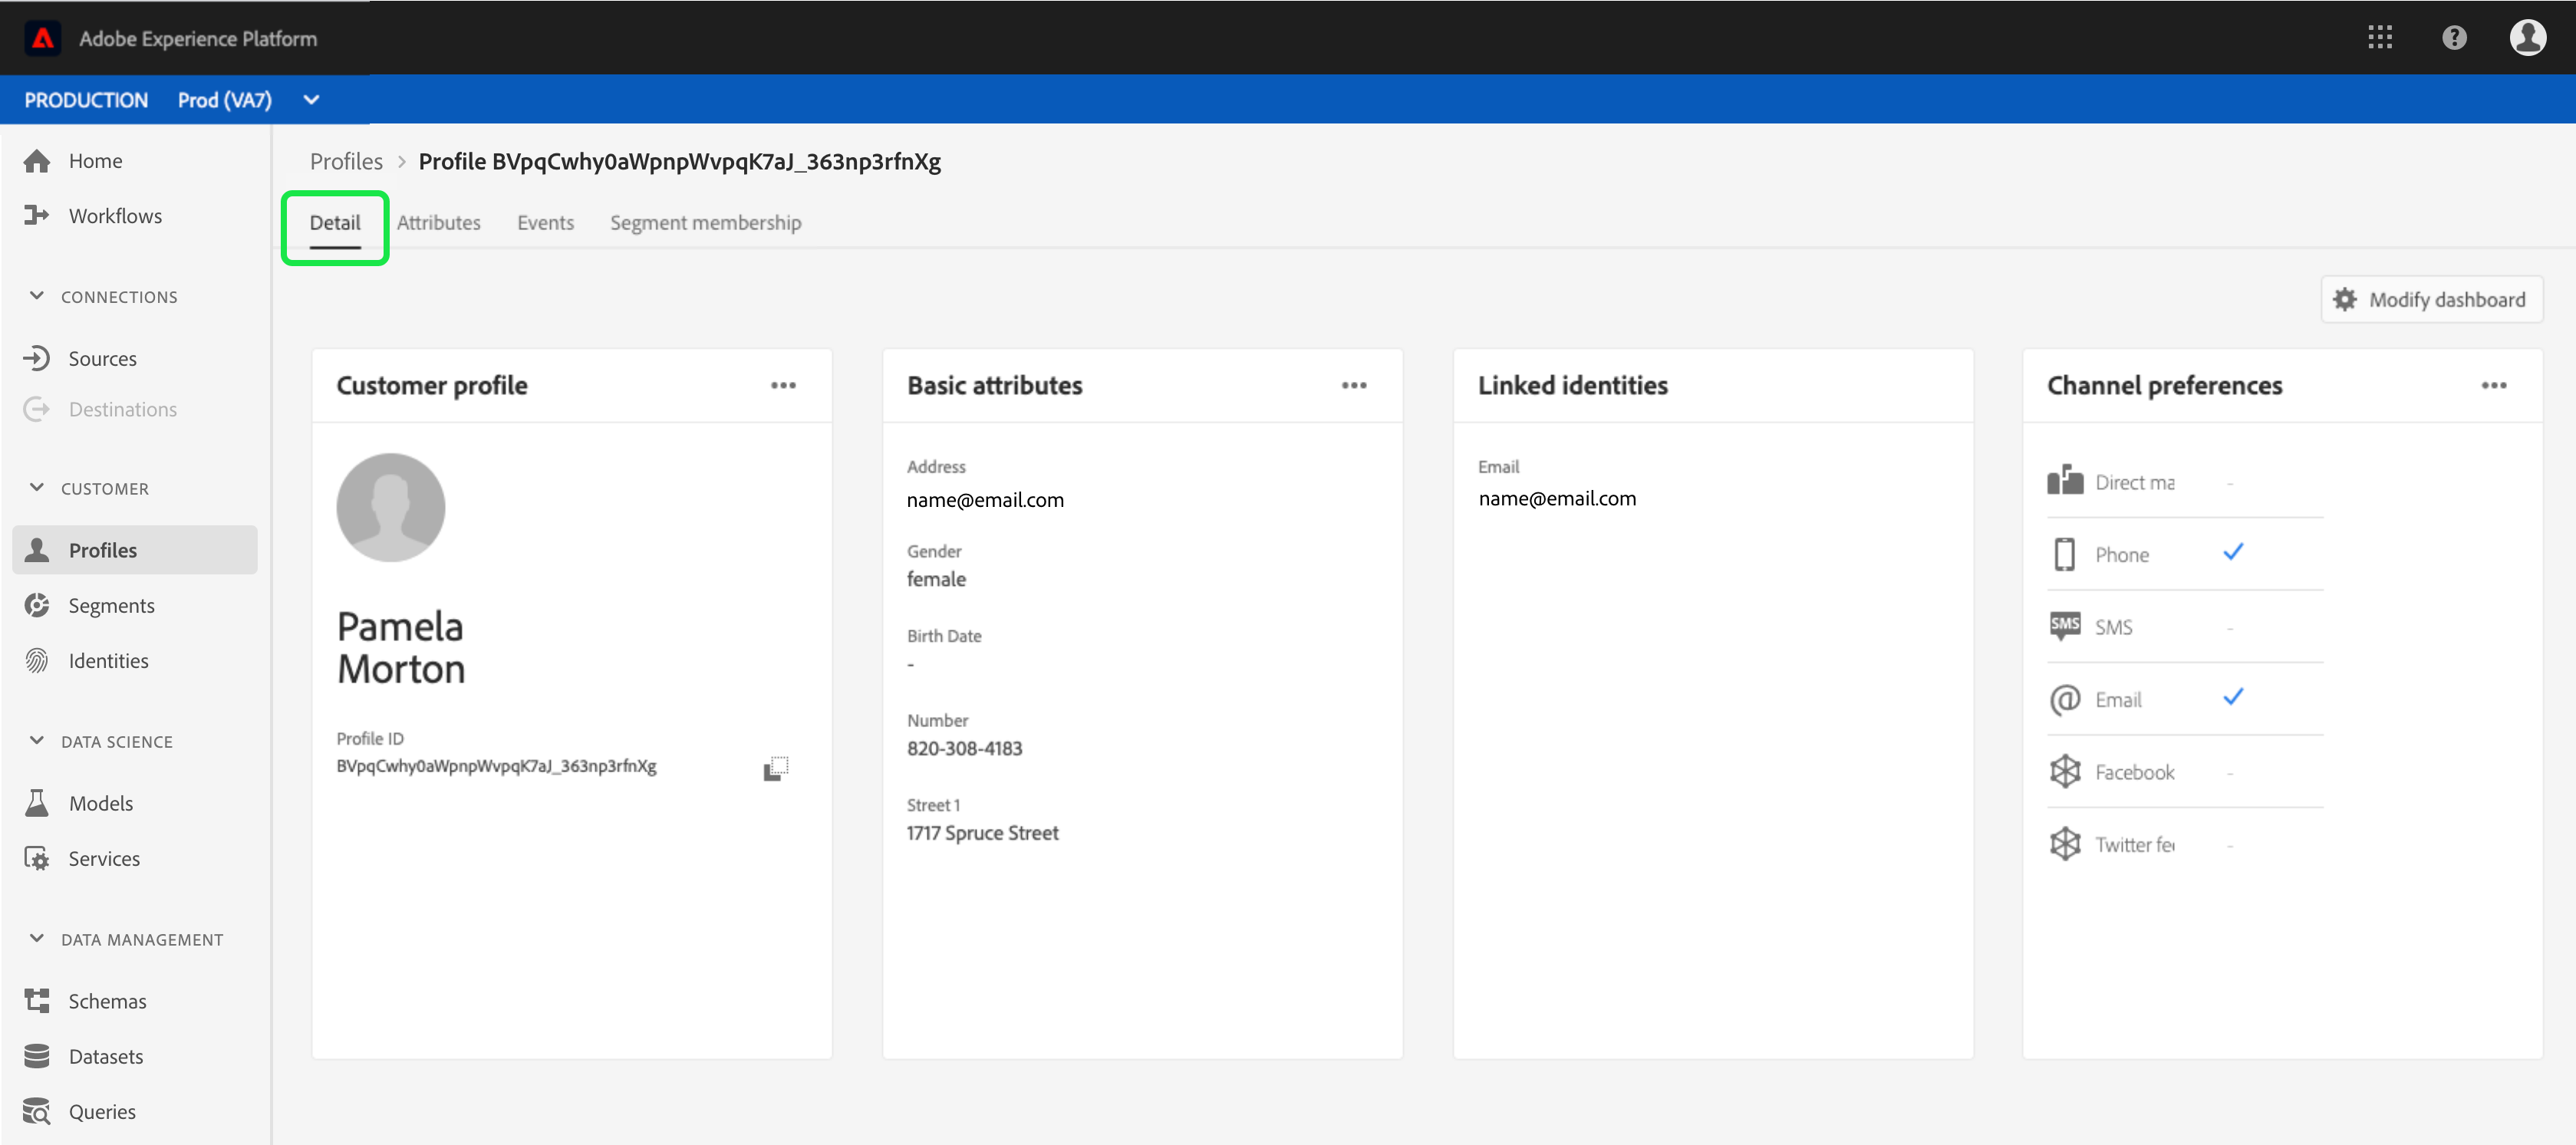 Adobe Experience Platform
PRODUCTION Prod (VA7)
Home
Workflows
CONNECTIONS
Sources
Destinations
CUSTOMER
Profiles
Segments
Identities
DATA SCIENCE
Models
Services
DATA MANAGEMENT
Schemas
Datasets
Queries
Profiles > Profile BVpqCwhy0aWpnpWvpqK7aJ_363np3rfnXg
Detail Attributes Events Segment membership
Modify dashboard
Customer profile
Pamela
Morton
Profile ID
BVpqCwhy0aWpnpWvpqK7aJ_363np3rfnXg
Basic attributes
Address
name@email.com
Gender
female
Birth Date
-
Number
820-308-4183
Street 1
1717 Spruce Street
Linked identities
Email
name@email.com
Channel preferences
Direct ma -
Phone
SMS SMS -
Email
Facebook -
Twitter fe -